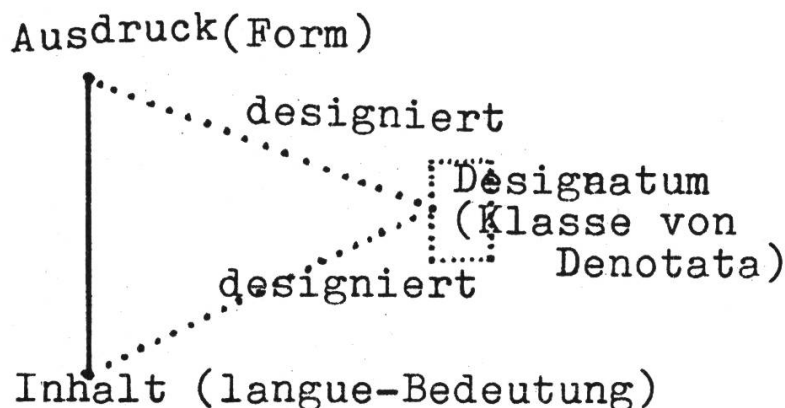 Ausdruck(Form)
designiert
Designatum
(Klasse von
Denotata)
designiert
Inhalt (langue-Bedeutung)